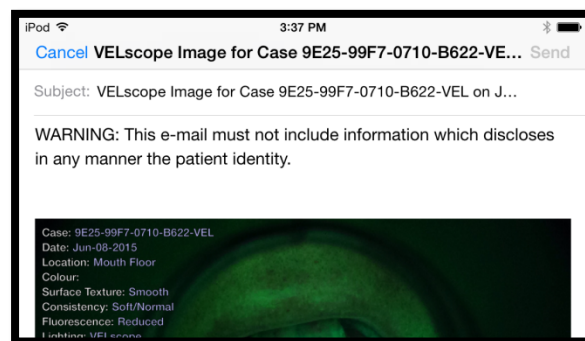 iPod 3:37 PM
Cancel VELscope Image for Case 9E25-99F7-0710-B622-VE... Send
Subject: VELscope Image for Case 9E25-99F7-0710-B622-VEL on J...
WARNING: This e-mail must not include information which discloses
in any manner the patient identity.
Case: 9E25-99F7-0710-B622-VEL
Date: Jun-08-2015
Location: Mouth Floor
Colour:
Surface Texture: Smooth
Consistency: Soft/Normal
Fluorescence: Reduced
Lighting: VELscope